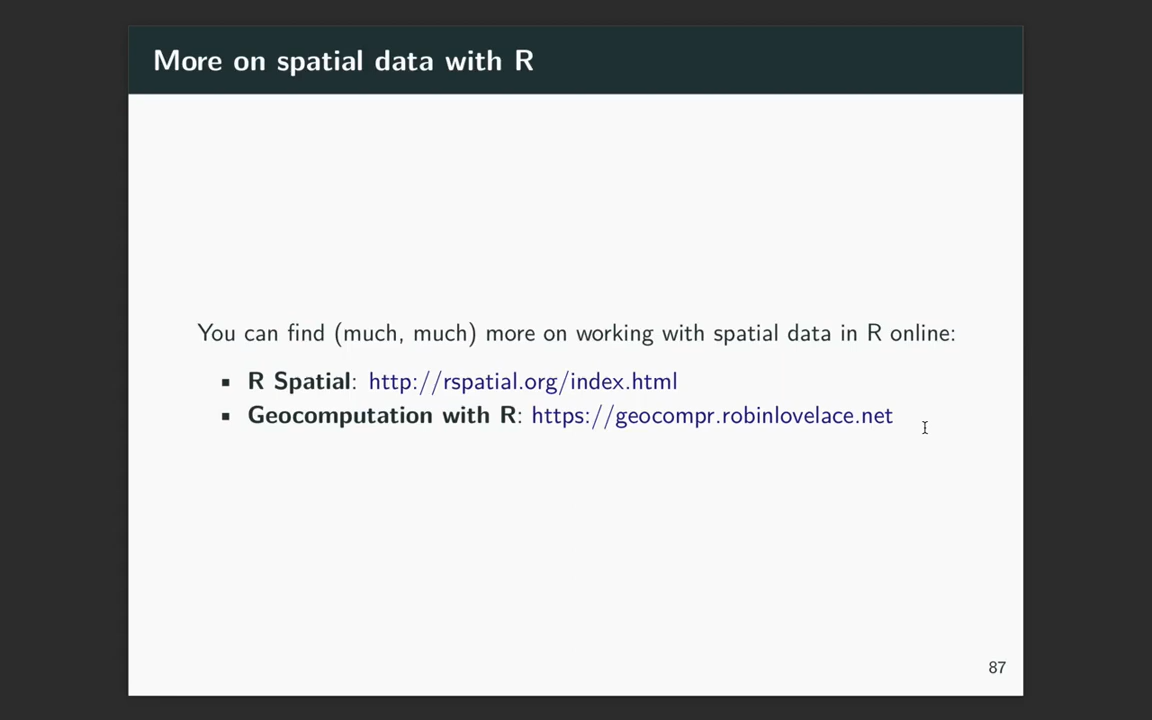 More on spatial data with R
You can find (much, much) more on working with spatial data in R online:
▪ R Spatial: http://rspatial.org/index.html
▪ Geocomputation with R: https://geocompr.robinlovelace.net
87